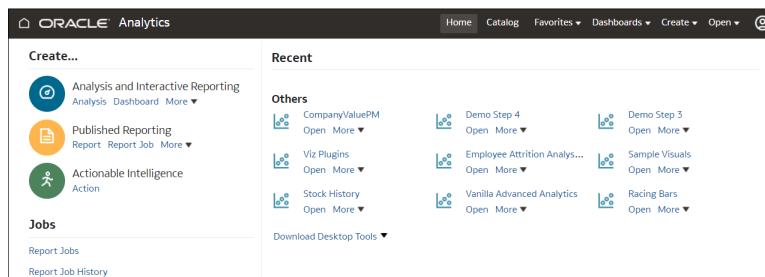 ORACLE Analytics
Home Catalog Favorites Dashboards Create Open
Create...
Analysis and Interactive Reporting
Analysis Dashboard More
Published Reporting
Report Report Job More
Actionable Intelligence
Action
Jobs
Report Jobs
Report Job History
Recent
Others
CompanyValuePM
Open More
Demo Step 4
Open More
Demo Step 3
Open More
Viz Plugins
Open More
Employee Attrition Analys...
Open More
Sample Visuals
Open More
Stock History
Open More
Vanilla Advanced Analytics
Open More
Racing Bars
Open More
Download Desktop Tools